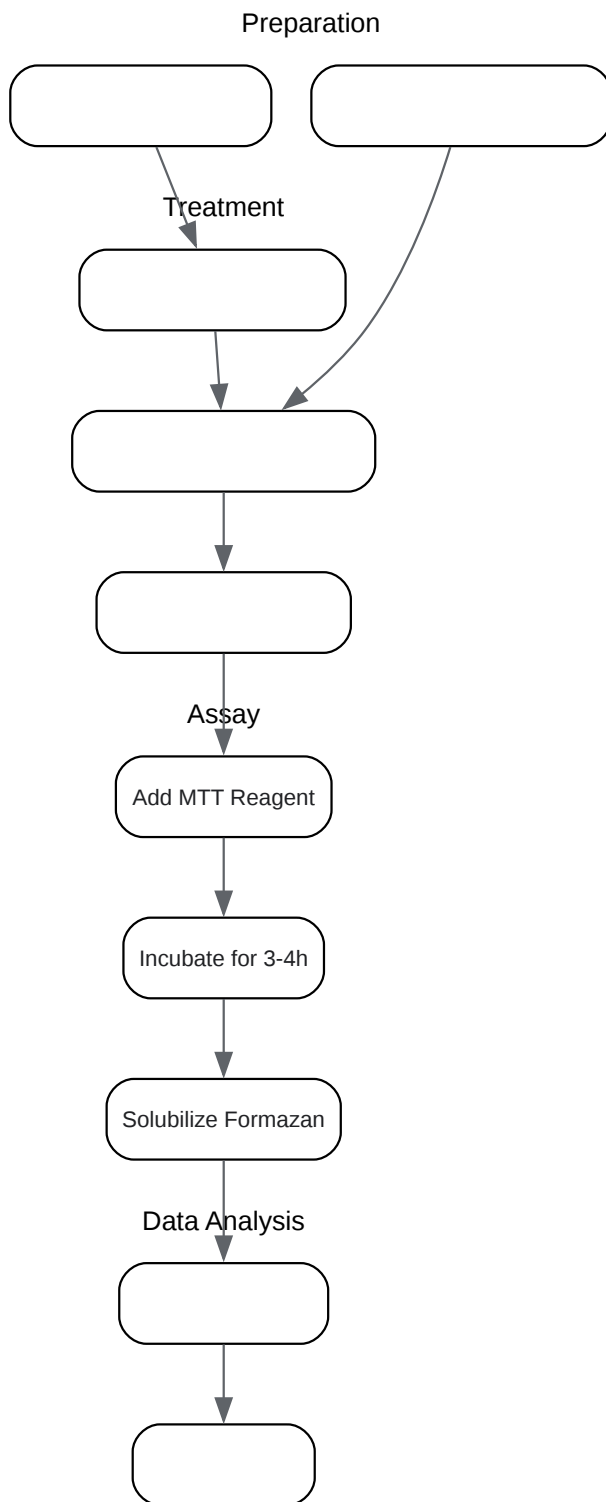 Preparation
Treatment
Assay
Add MTT Reagent
Incubate for 3-4h
Solubilize Formazan
Data Analysis